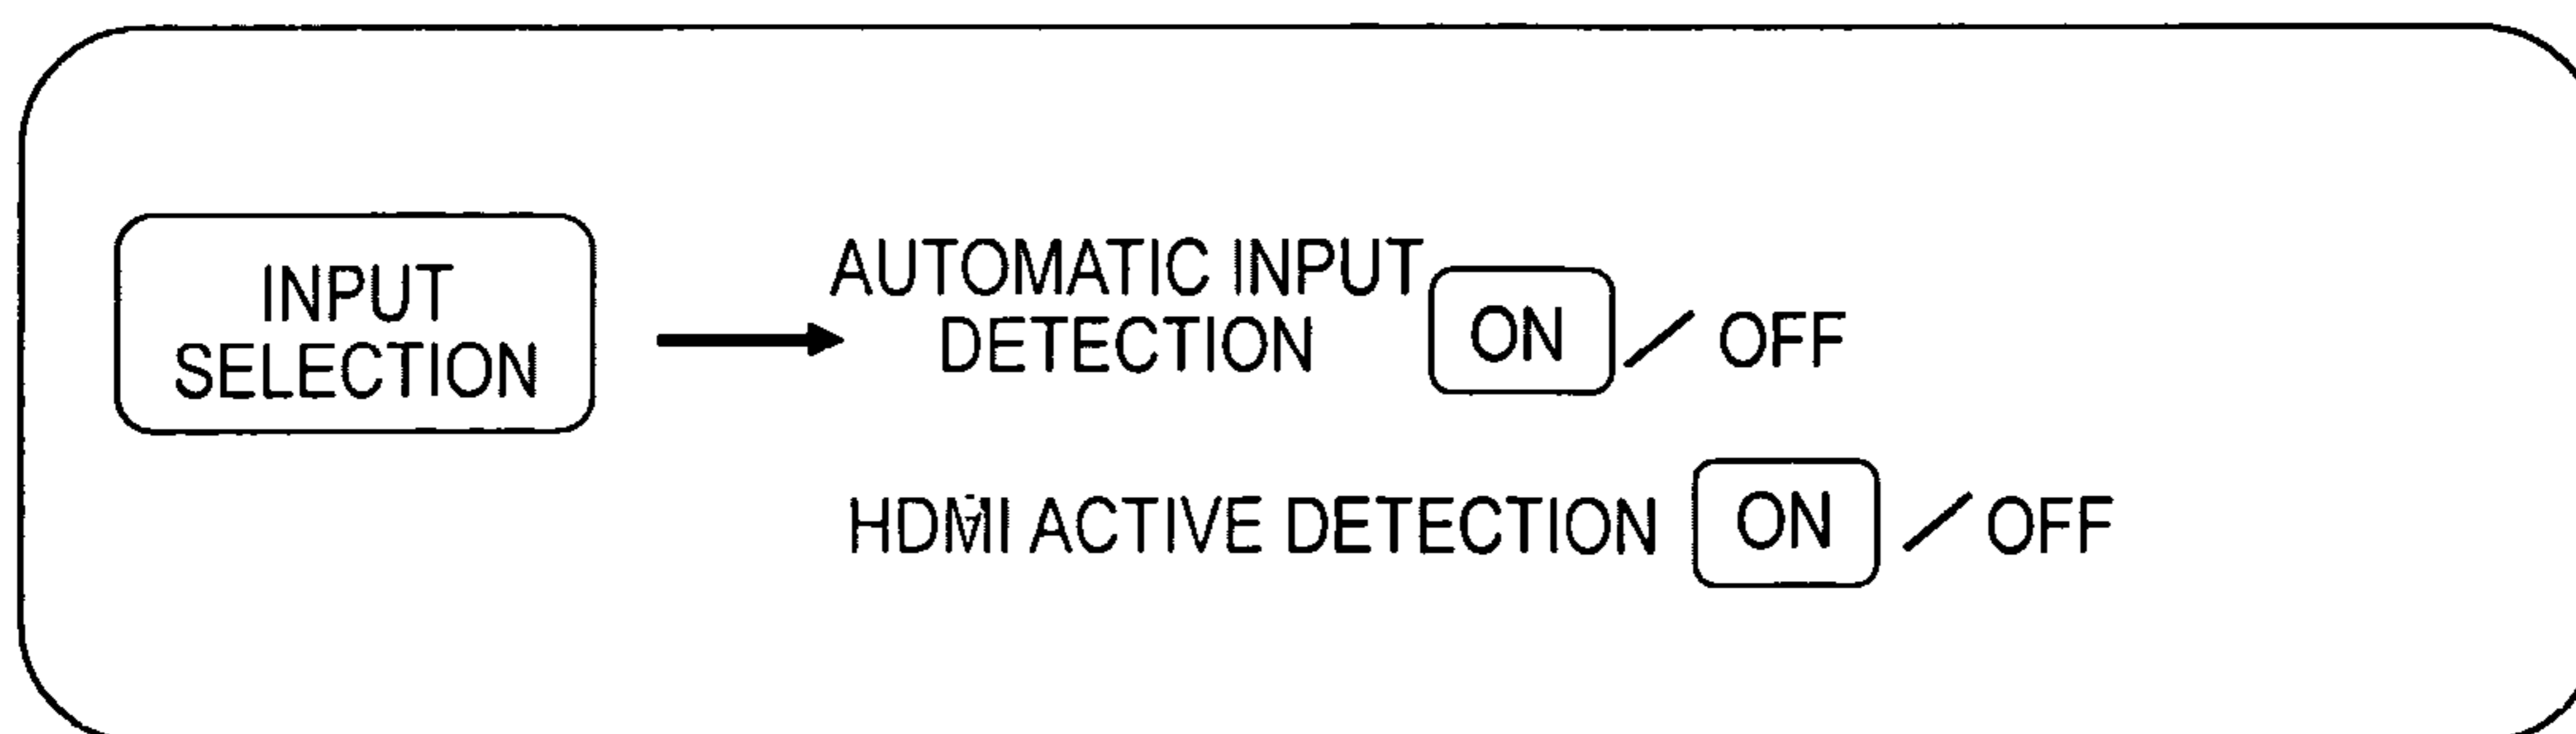 INPUT
SELECTION
AUTOMATIC INPUT
DETECTION
ON / OFF
HDMI ACTIVE DETECTION ON / OFF